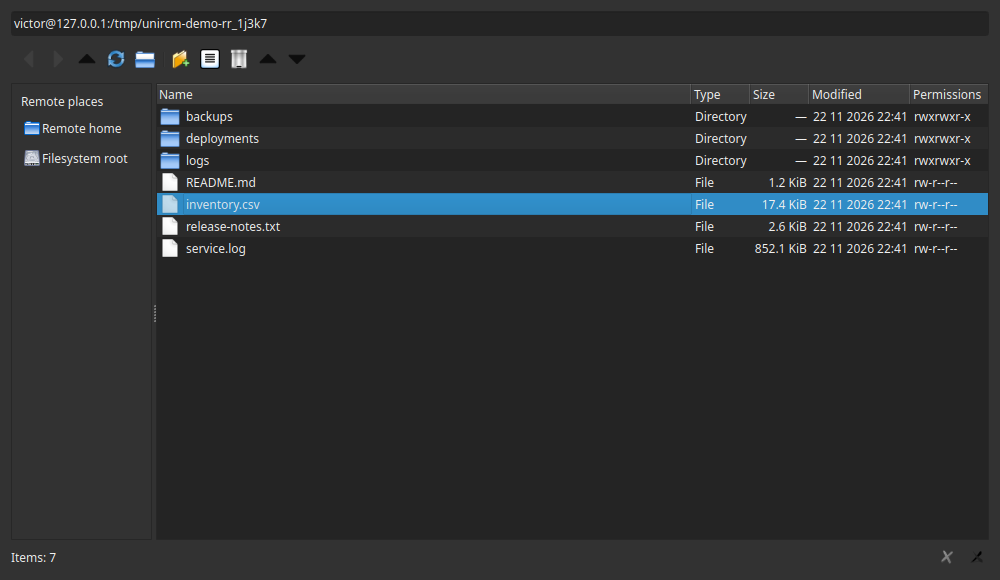 victor@127.0.0.1:/tmp/unircm-demo-rr_1j3k7
Remote places
Remote home
Filesystem root
Name Type Size Modified Permissions
backups Directory — 22 11 2026 22:41 rwxrwxr-x
deployments Directory — 22 11 2026 22:41 rwxrwxr-x
logs Directory — 22 11 2026 22:41 rwxrwxr-x
README.md File 1.2 KiB 22 11 2026 22:41 rw-r--r--
inventory.csv File 17.4 KiB 22 11 2026 22:41 rw-r--r--
release-notes.txt File 2.6 KiB 22 11 2026 22:41 rw-r--r--
service.log File 852.1 KiB 22 11 2026 22:41 rw-r--r--
Items: 7